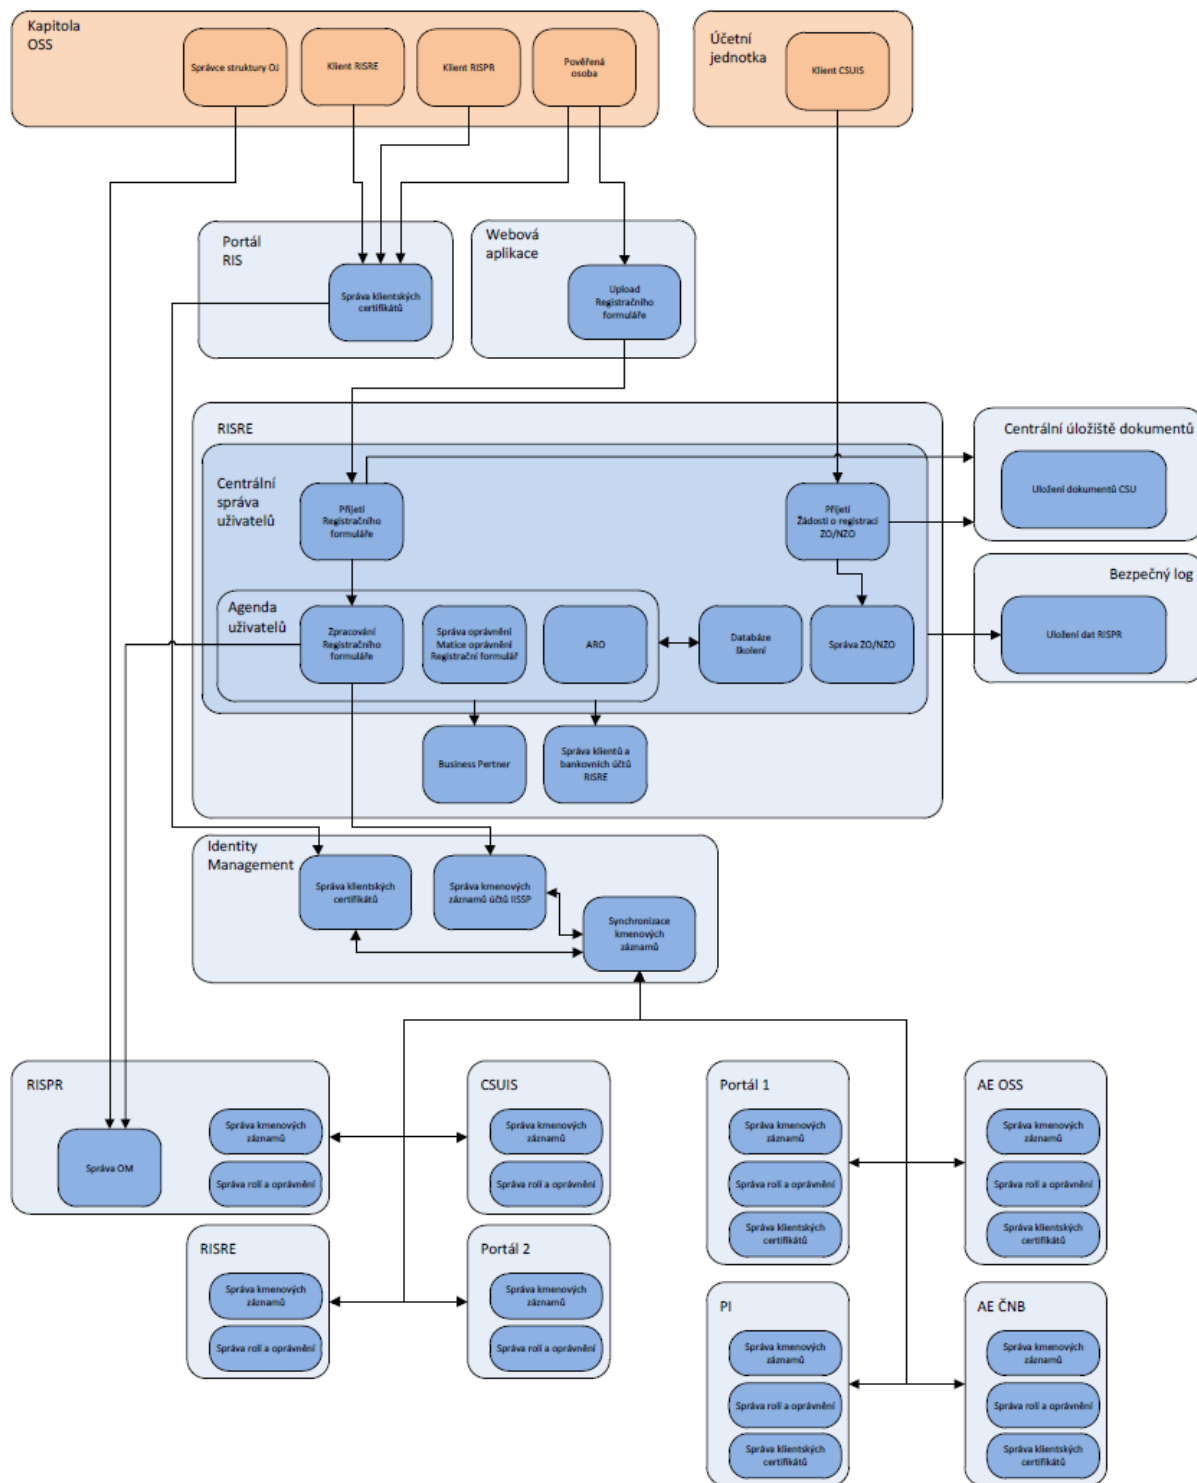 Kapitola
OSS
Správce struktury OJ
Klient RISRE
Klient RISPR
Pověřená
osoba
Účetní
jednotka
Klient CSUIS
Portál
RIS
Správa klientských
certifikátů
Webová
aplikace
Upload
Registračního
formuláře
RISRE
Centrální
správa
uživatelů
Přijetí
Registračního
formuláře
Přijetí
Žádosti o registraci
ZO/NZO
Centrální úložiště dokumentů
Uložení dokumentů CSU
Bezpečný log
Uložení dat RISPR
Agenda
uživatelů
Zpracování
Registračního
formuláře
Správa oprávnění
Matice oprávnění
Registrační formulář
ARO
Databáze
školení
Správa ZO/NZO
Business Pertner
Správa klientů a
bankovních účtů
RISRE
Identity
Management
Správa klientských
certifikátů
Správa kmenových
záznamů účtů IISSP
Synchronizace
kmenových
záznamů
RISPR
Správa OM
Správa kmenových
záznamů
Správa rolí a oprávnění
CSUIS
Správa kmenových
záznamů
Správa rolí a oprávnění
Portál 1
Správa kmenových
záznamů
Správa rolí a oprávnění
Správa klientských
certifikátů
AE OSS
Správa kmenových
záznamů
Správa rolí a oprávnění
Správa klientských
certifikátů
RISRE
Správa kmenových
záznamů
Správa rolí a oprávnění
Portál 2
Správa kmenových
záznamů
Správa rolí a oprávnění
PI
Správa kmenových
záznamů
Správa rolí a oprávnění
Správa klientských
certifikátů
AE ČNB
Správa kmenových
záznamů
Správa rolí a oprávnění
Správa klientských
certifikátů